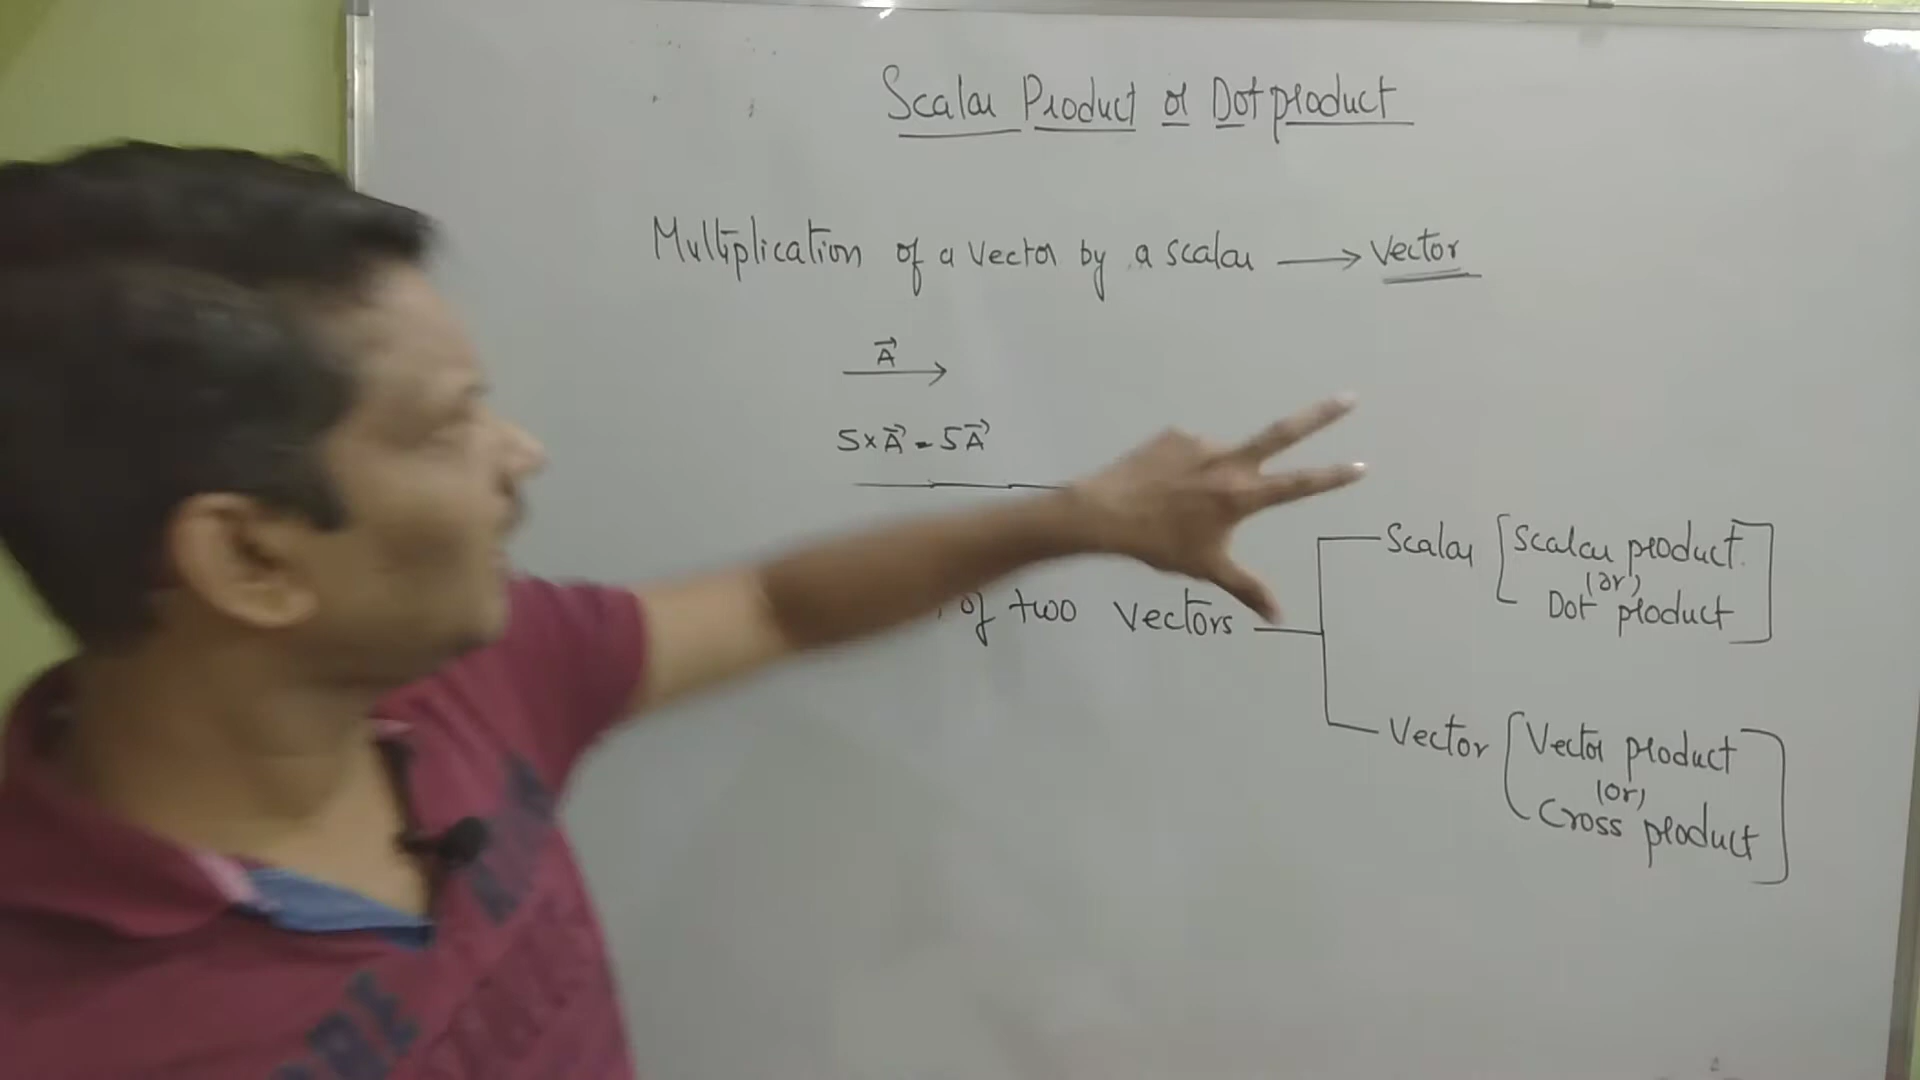 Scalar Product or Dot product
Multiplication of a vector by a scalar → Vector
A⃗
5×A⃗ = 5A⃗
of two vectors
Scalar [Scalar product
(or)
Dot product]
Vector [Vector product
(or)
Cross product]